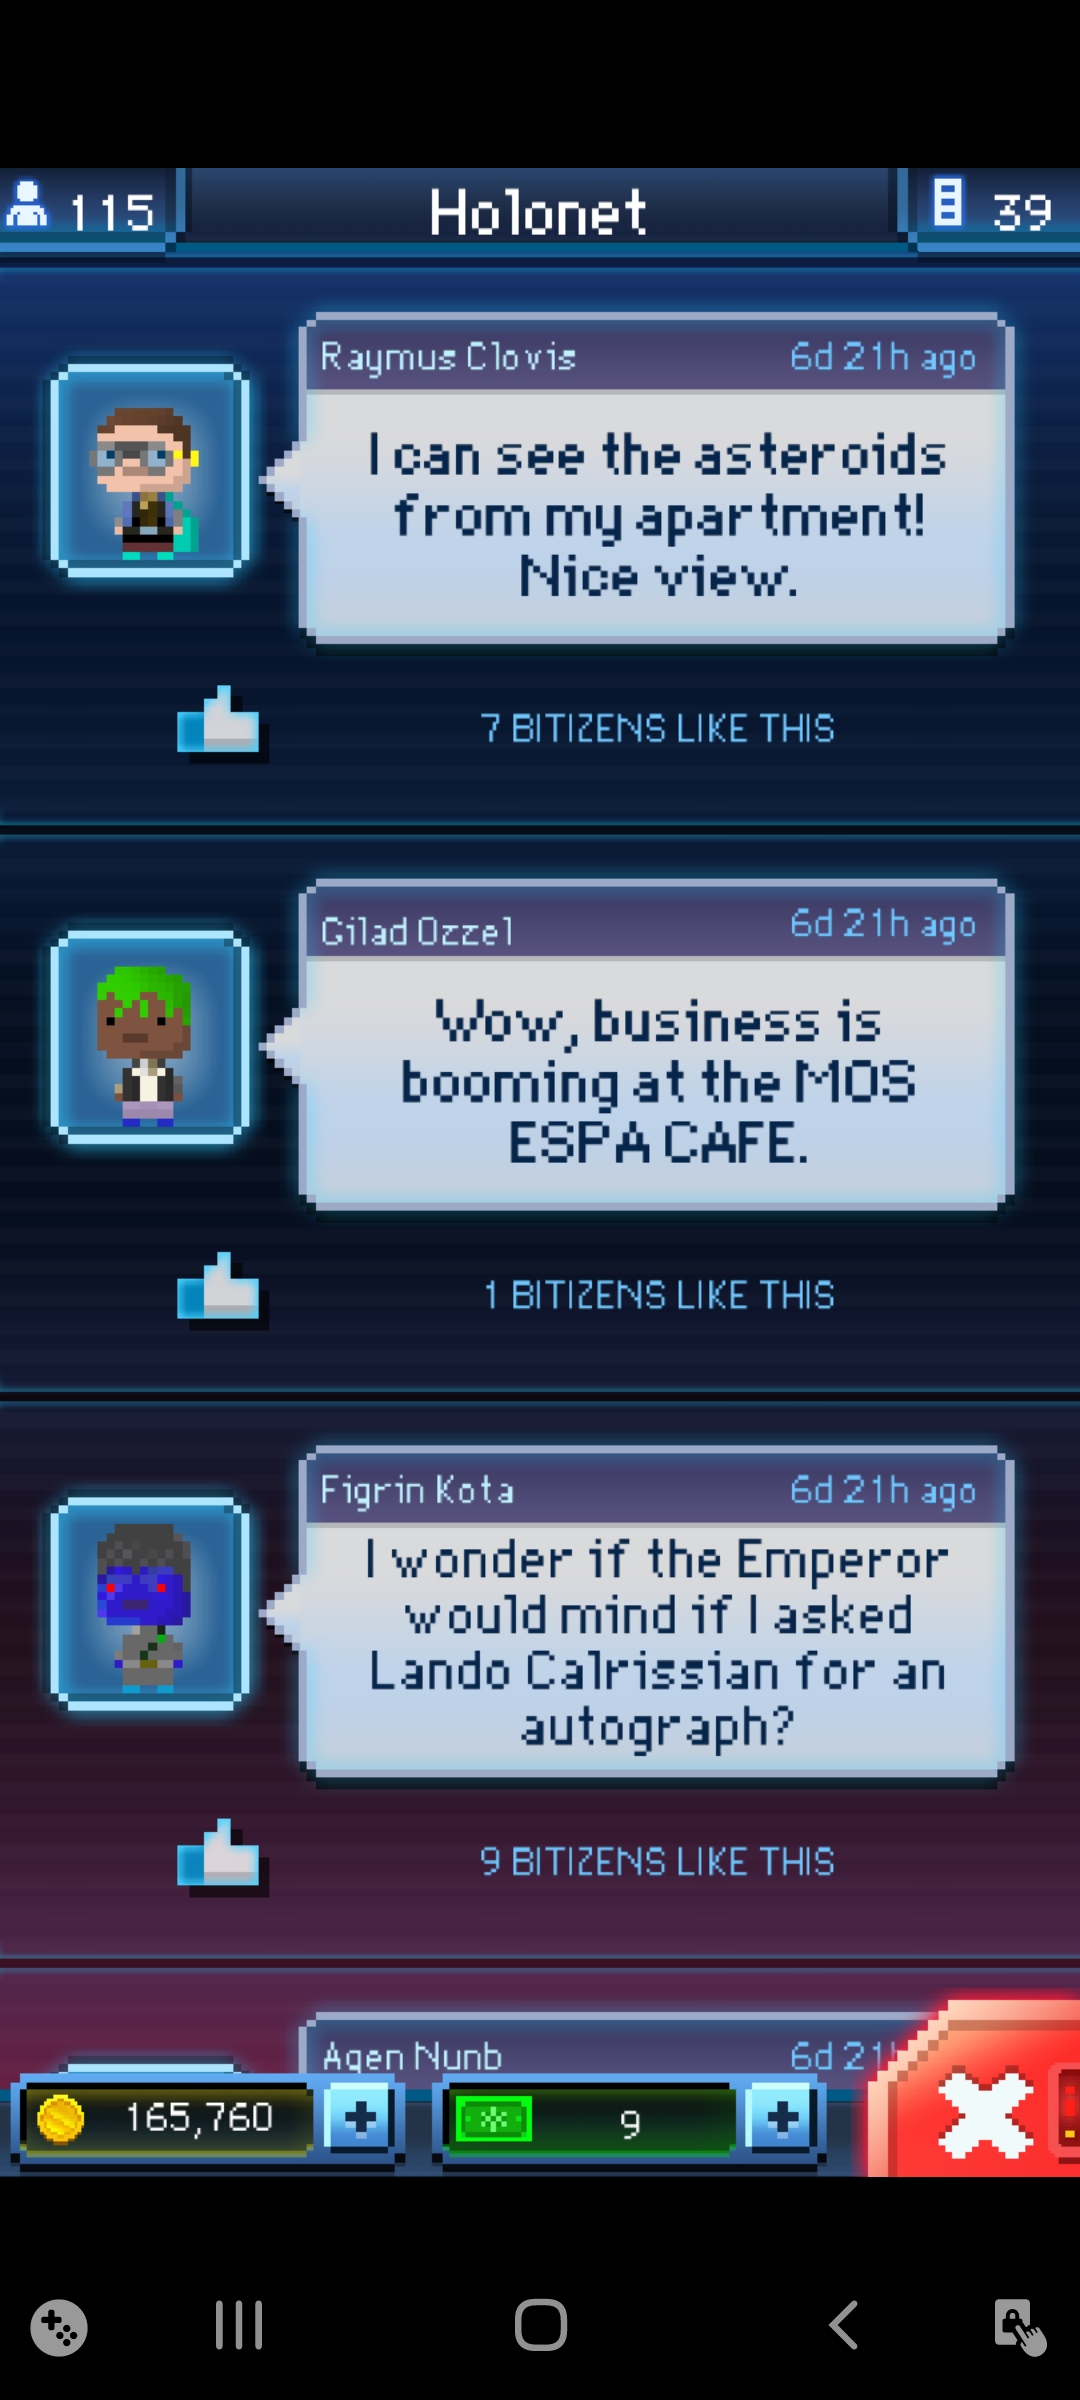 115
Holonet
39
Raymus Clovis
6d 21h ago
I can see the asteroids
from my apartment!
Nice view.
7 BITIZENS LIKE THIS
Gilad Ozzel
6d 21h ago
Wow, business is
booming at the MOS
ESPA CAFE.
1 BITIZENS LIKE THIS
Figrin Kota
6d 21h ago
I wonder if the Emperor
would mind if I asked
Lando Calrissian for an
autograph?
9 BITIZENS LIKE THIS
Agen Nunb
6d 21h
165,760
9